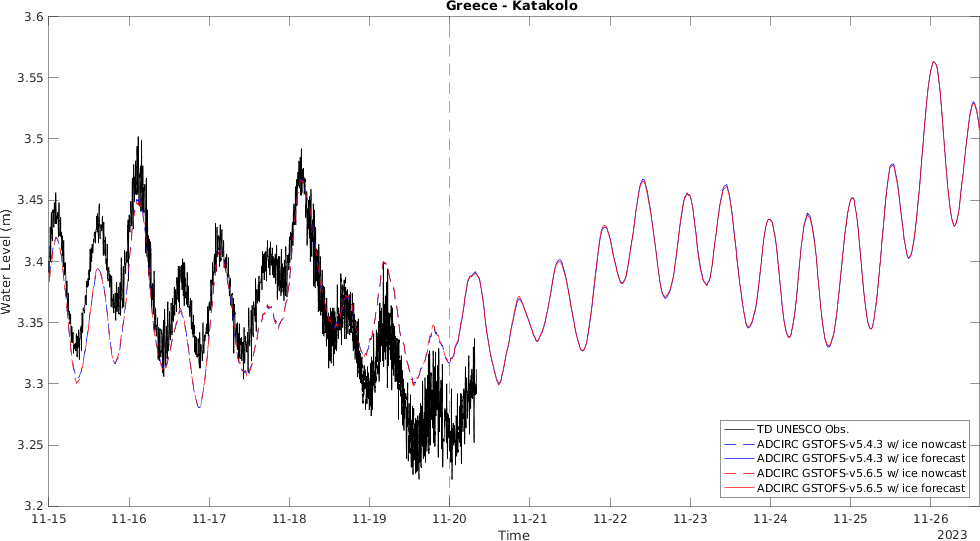 Greece - Katakolo
3.6
3.55
3.5
3.45
3.4
3.35
3.3
3.25
3.2
Water Level (m)
11-15 11-16 11-17 11-18 11-19 11-20 11-21 11-22 11-23 11-24 11-25 11-26
Time
2023
TD UNESCO Obs.
ADCIRC GSTOFS-v5.4.3 w/ ice nowcast
ADCIRC GSTOFS-v5.4.3 w/ ice forecast
ADCIRC GSTOFS-v5.6.5 w/ ice nowcast
ADCIRC GSTOFS-v5.6.5 w/ ice forecast